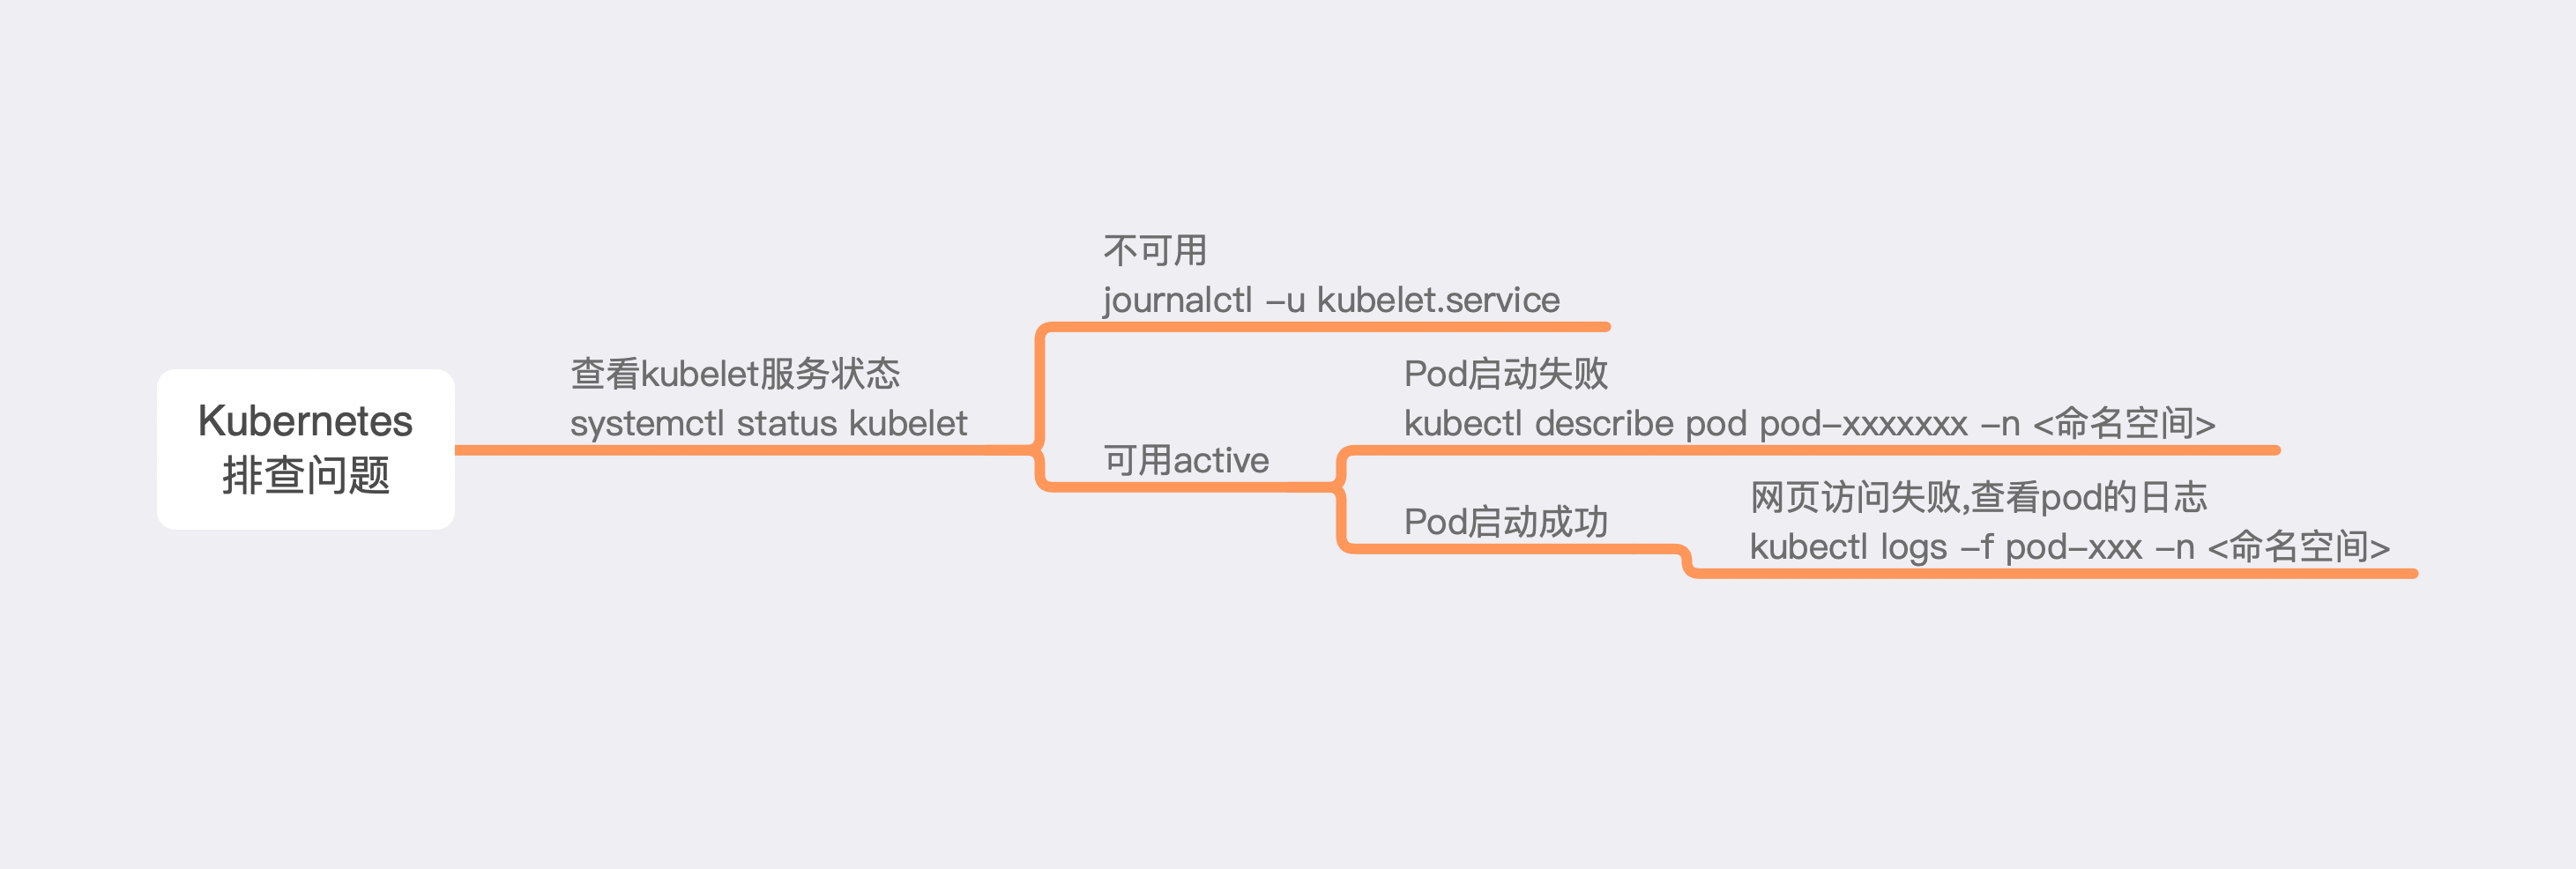 Kubernetes
排查问题
查看kubelet服务状态
systemctl status kubelet
不可用
journalctl -u kubelet.service
可用active
Pod启动失败
kubectl describe pod pod-xxxxxxx -n <命名空间>
Pod启动成功
网页访问失败,查看pod的日志
kubectl logs -f pod-xxx -n <命名空间>